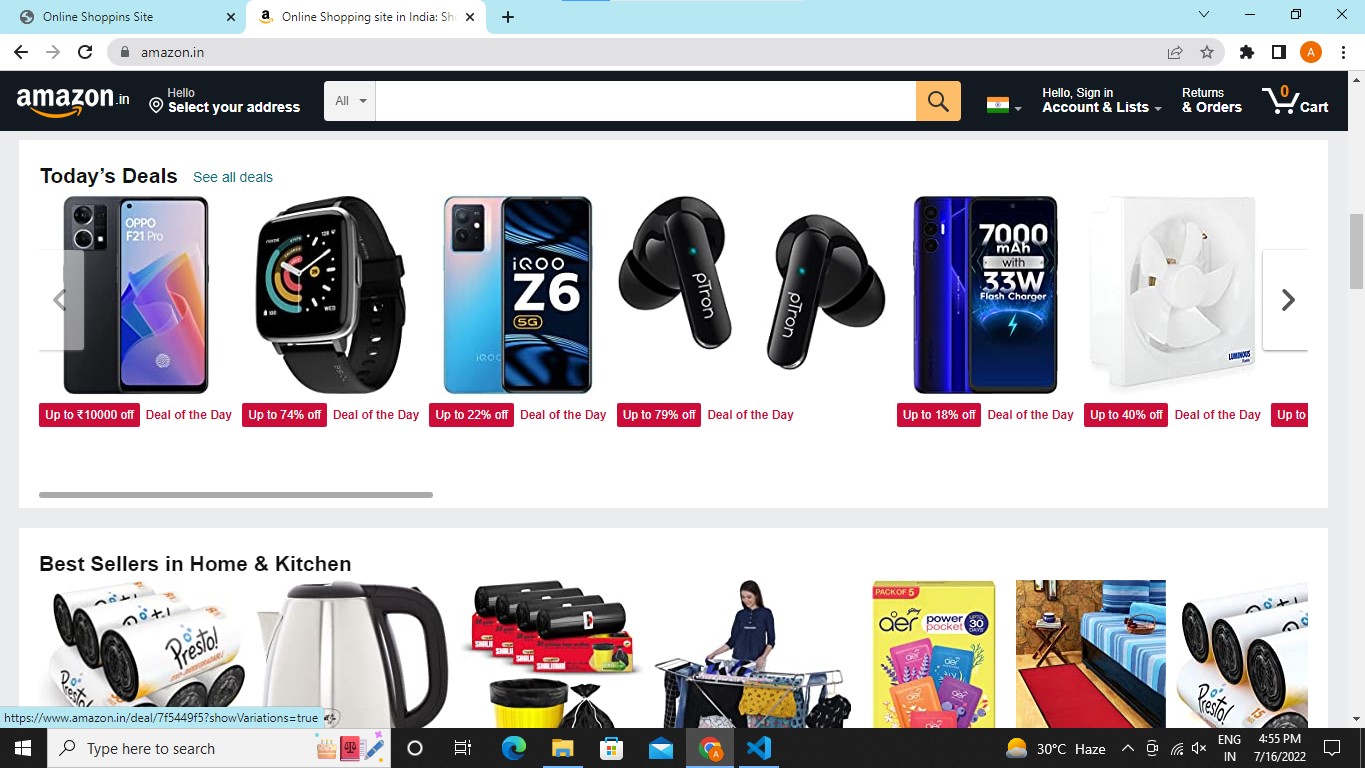 Online Shoppins Site
Online Shopping site in India: Sh
amazon.in
A
amazon.in
Hello
Select your address
All
Hello, Sign in
Account & Lists
Returns
& Orders
0
Cart
Today's Deals
See all deals
OPPO
F21 Pro
WED
iQOO
Z6
5G
iQOO
pTron
pTron
7000
mAh
with
33W
Flash Charger
LUMINOUS
Up to ₹10000 off
Deal of the Day
Up to 74% off
Deal of the Day
Up to 22% off
Deal of the Day
Up to 79% off
Deal of the Day
Up to 18% off
Deal of the Day
Up to 40% off
Deal of the Day
Up to
Best Sellers in Home & Kitchen
Presto!
Presto!
SHALIMAR
PACK OF 5
aer
power
pocket
UPTO
30
DAYS
Presto!
https://www.amazon.in/deal/7f5449f5?showVariations=true
Type here to search
A
30°C Haze
ENG
IN
4:55 PM
7/16/2022